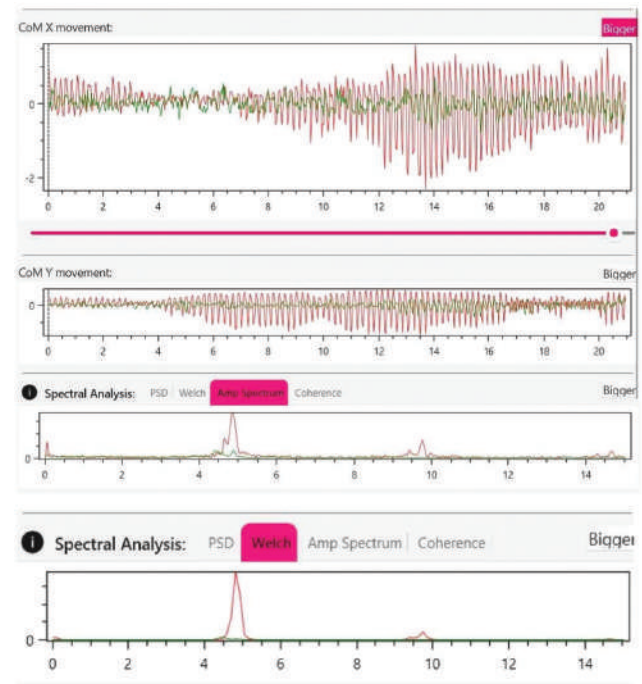 CoM X movement: Bigger
0
-2
0 2 4 6 8 10 12 14 16 18 20
CoM Y movement: Bigger
0
0 2 4 6 8 10 12 14 16 18 20
i Spectral Analysis: PSD Welch Amp Spectrum Coherence Bigger
0
0 2 4 6 8 10 12 14
i Spectral Analysis: PSD Welch Amp Spectrum Coherence Bigger
0
0 2 4 6 8 10 12 14